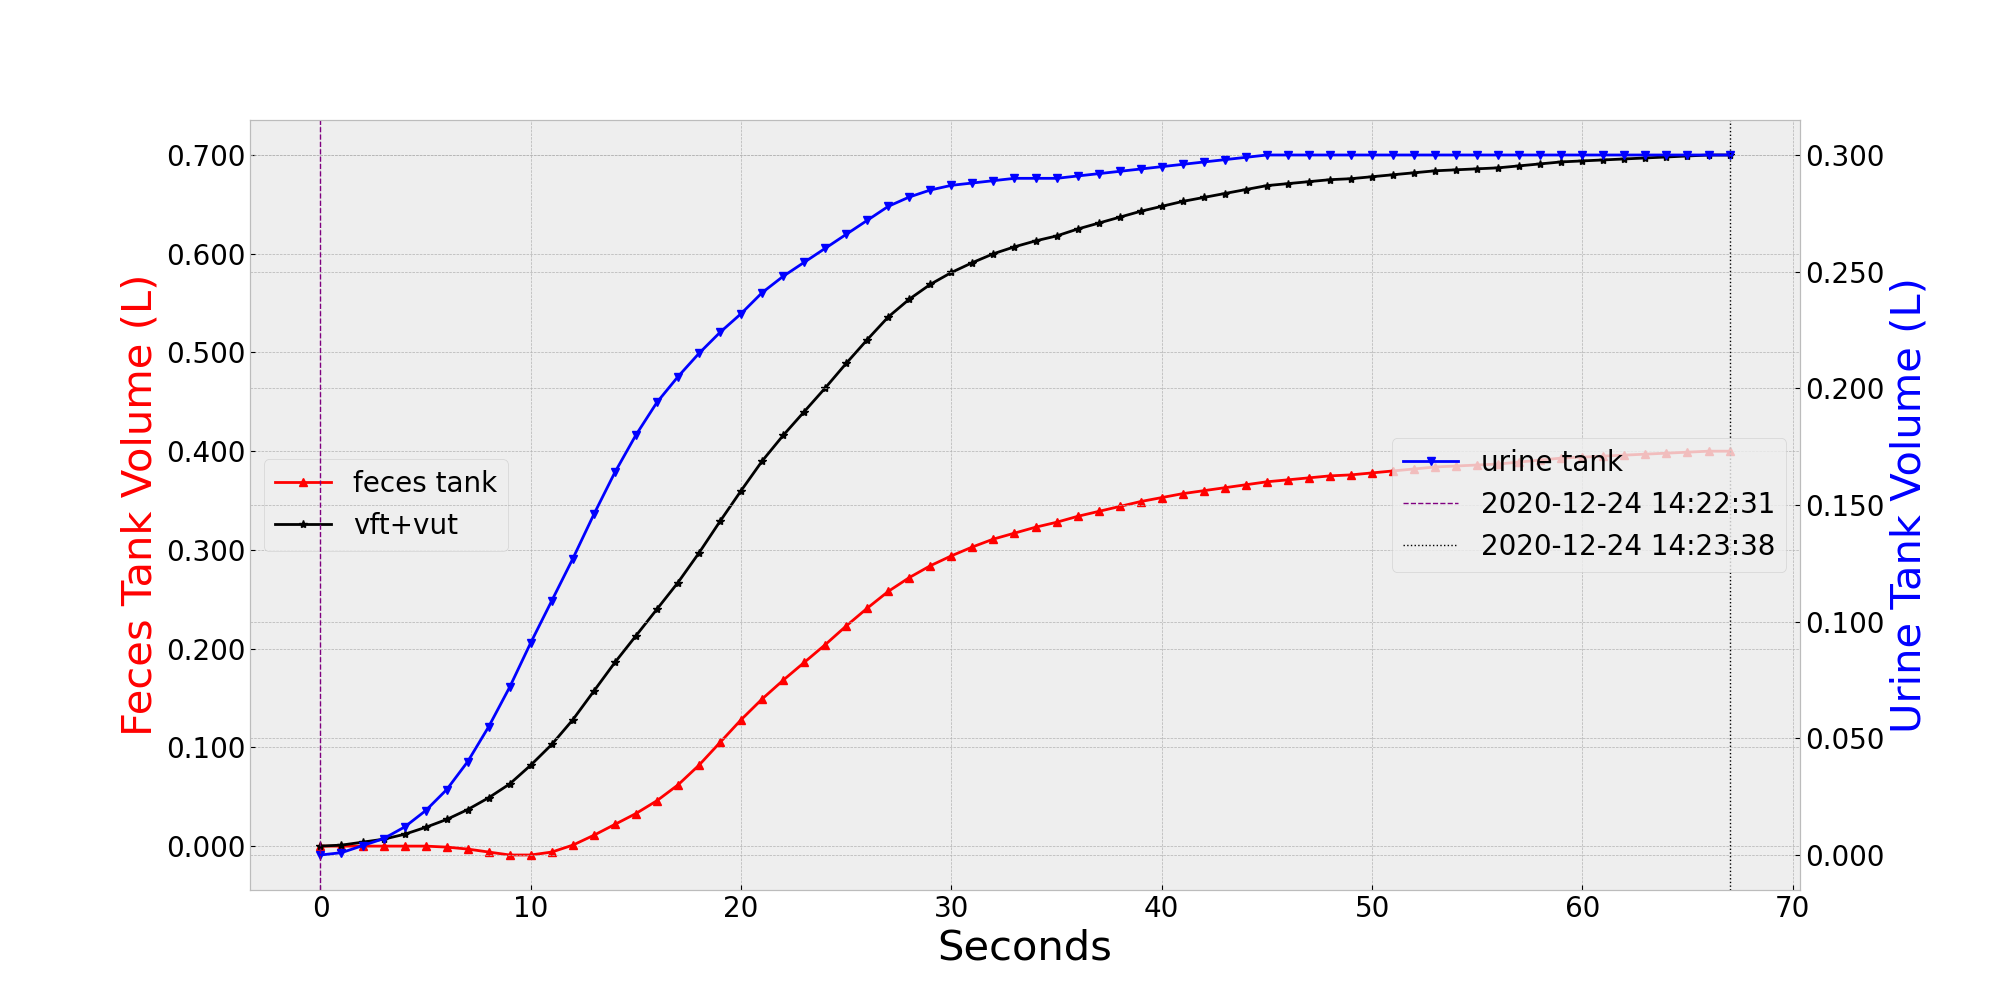 0.700
0.600
0.500
0.400
0.300
0.200
0.100
0.000
Feces Tank Volume (L)
feces tank
vft+vut
urine tank
2020-12-24 14:22:31
2020-12-24 14:23:38
0.300
0.250
0.200
0.150
0.100
0.050
0.000
Urine Tank Volume (L)
0 10 20 30 40 50 60 70
Seconds